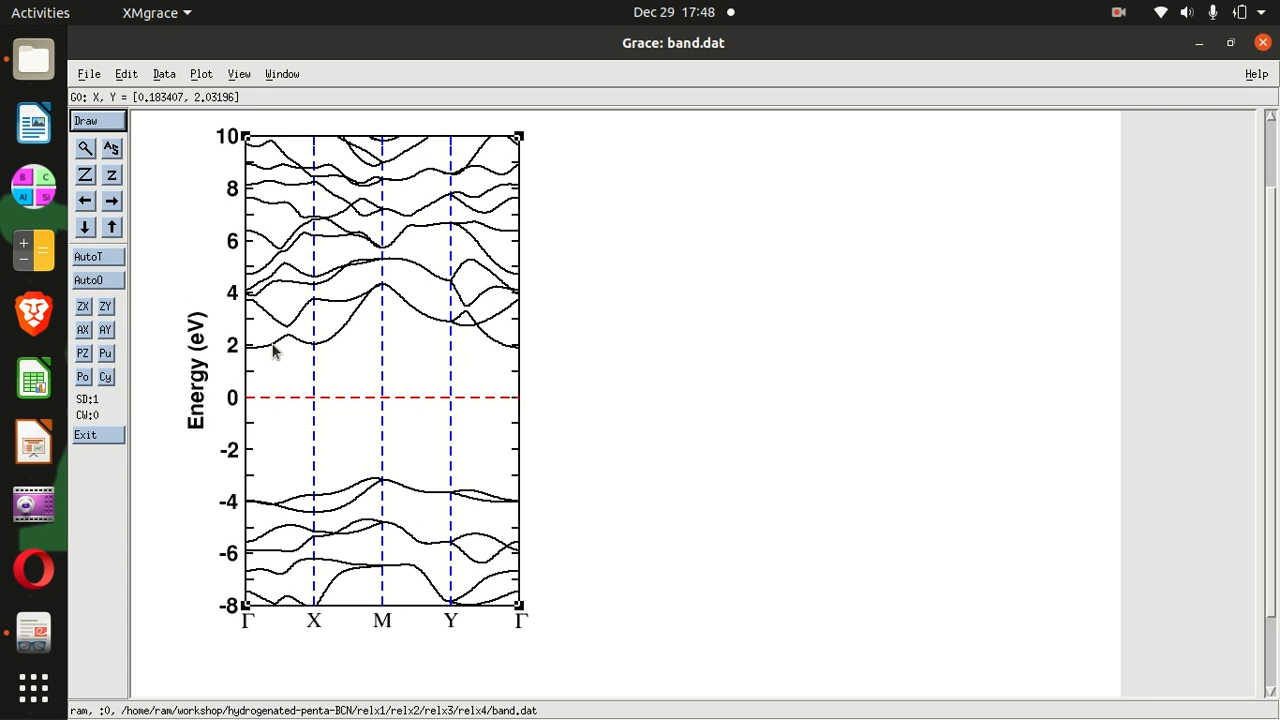 Activities
XMgrace
Dec 29 17:48
Grace: band.dat
File Edit Data Plot View Window Help
G0: X, Y = [0.183407, 2.03196]
Draw
AS
Z z
AutoT
AutoO
ZX ZY
AX AY
PZ Pu
Po Cy
SD:1
CW:0
Exit
B C
Al Si
Energy (eV)
10
8
6
4
2
0
-2
-4
-6
-8
Γ X M Y Γ
ram, :0, /home/ram/workshop/hydrogenated-penta-BCN/relx1/relx2/relx3/relx4/band.dat